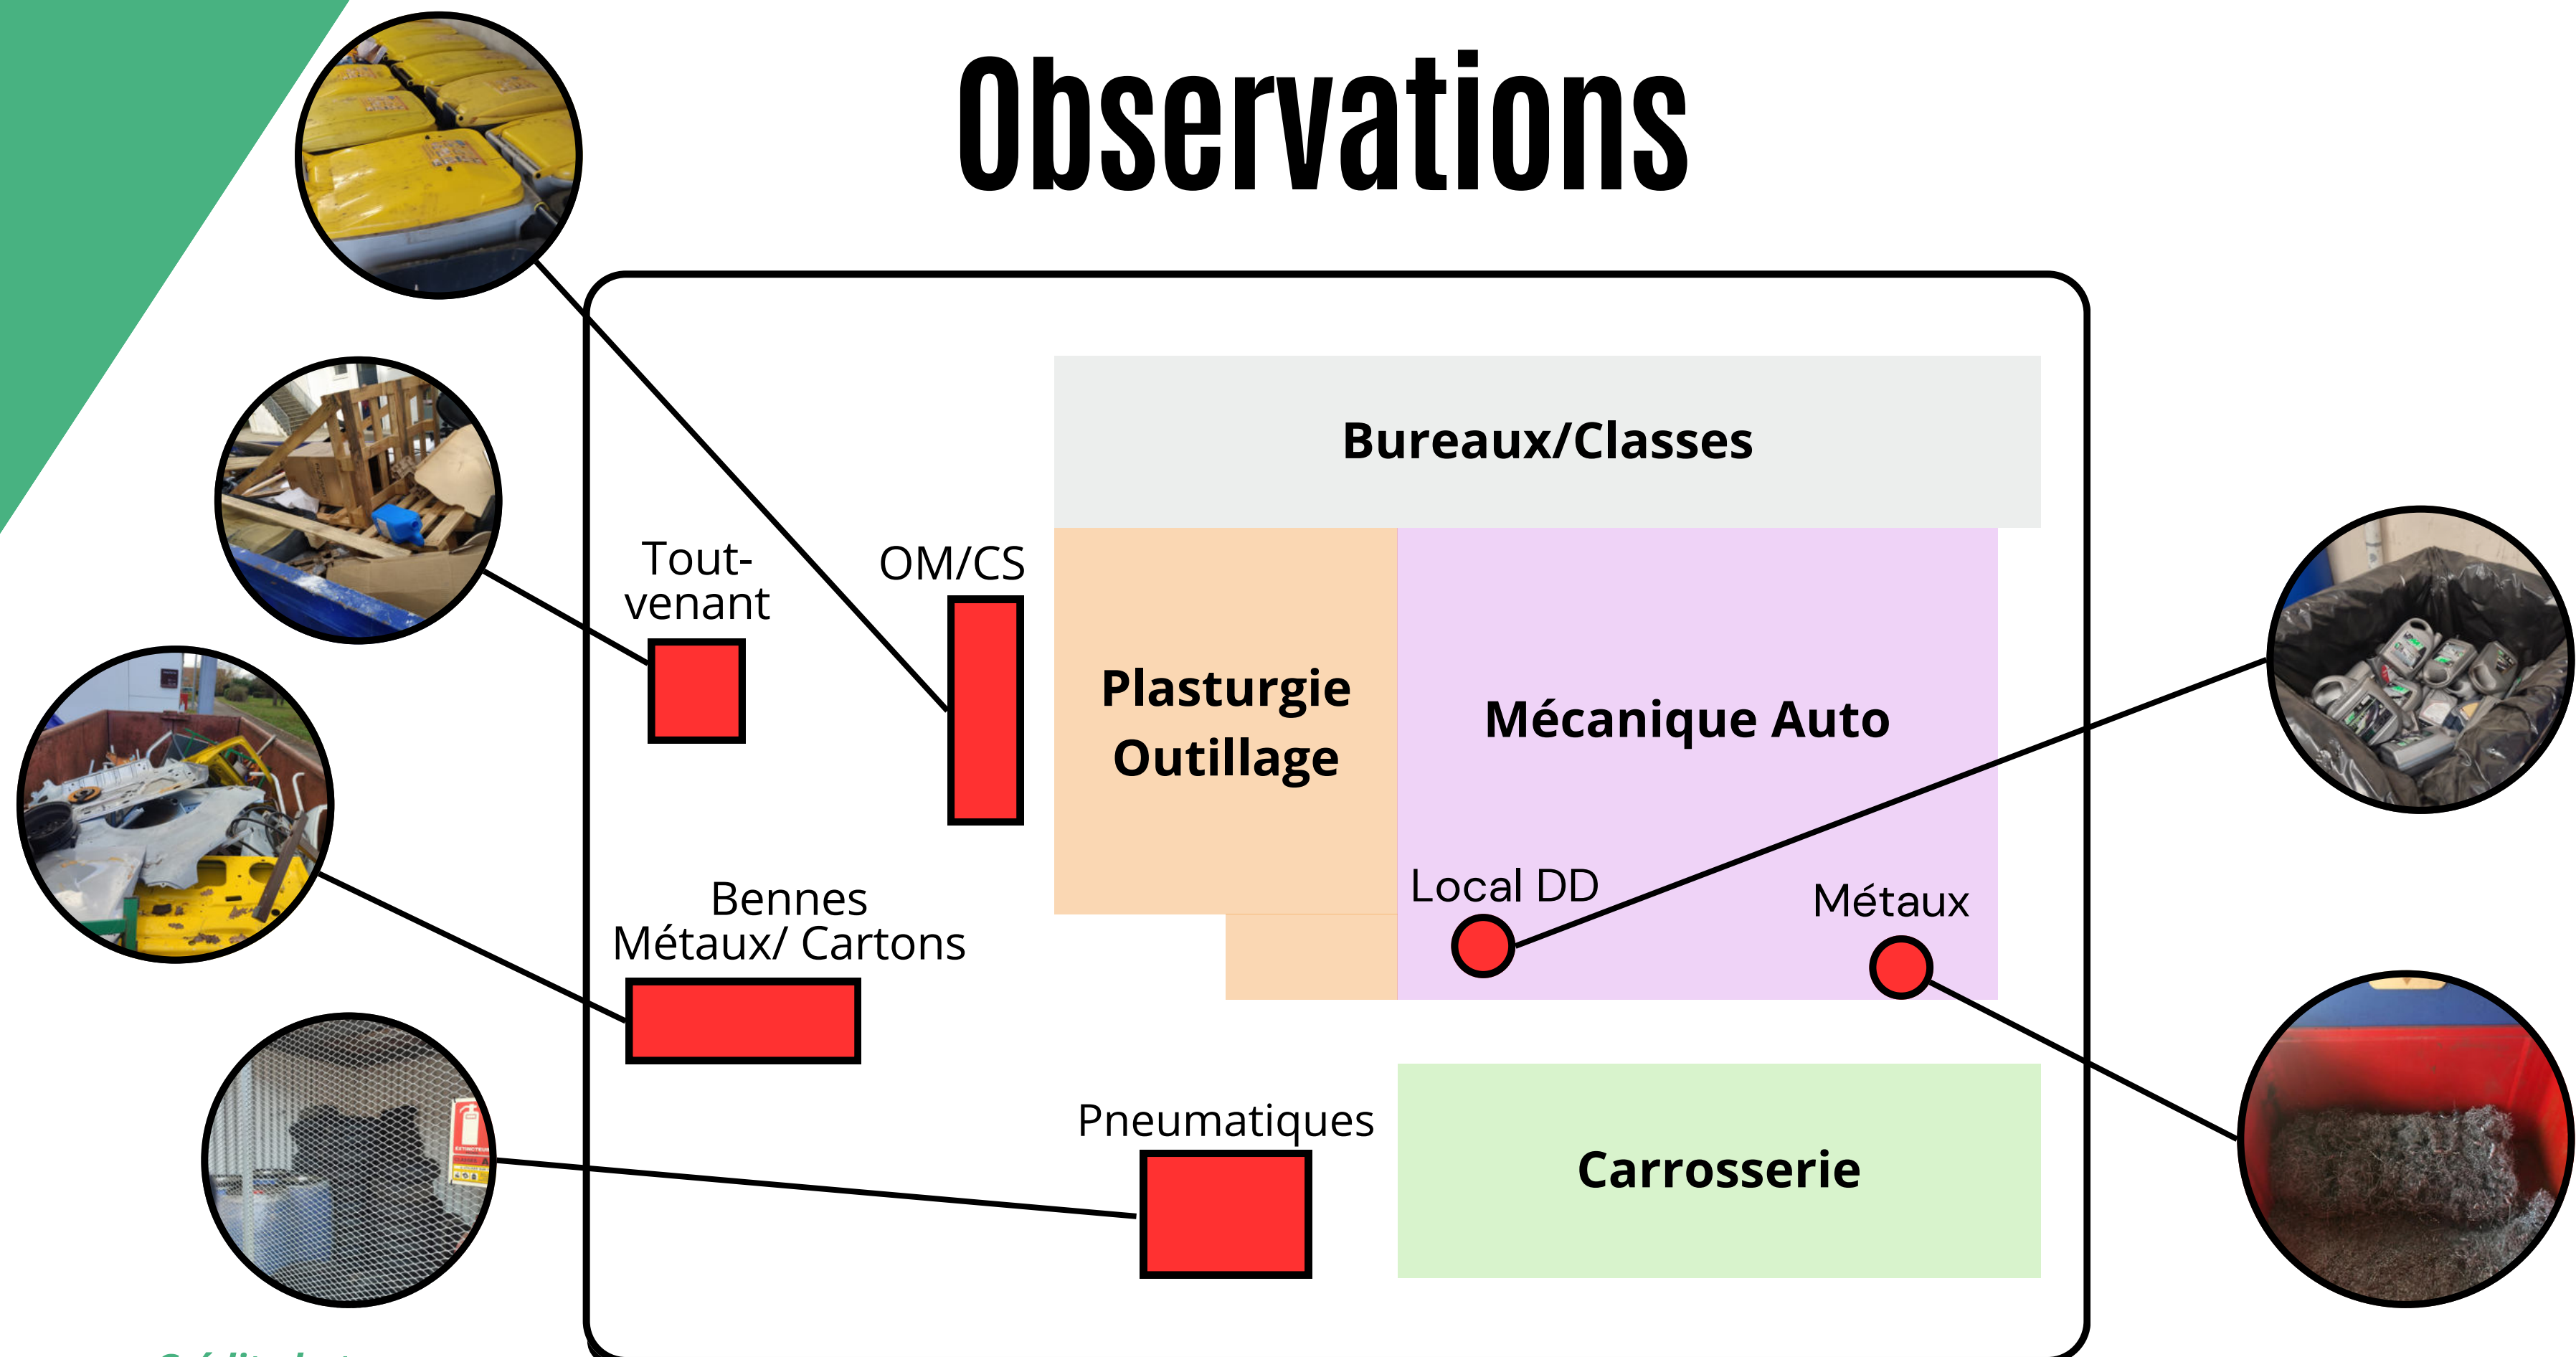 Observations
Bureaux/Classes
Tout-
venant
OM/CS
Plasturgie
Outillage
Mécanique Auto
Local DD
Métaux
Bennes
Métaux/ Cartons
Pneumatiques
Carrosserie
EXTINCTEUR